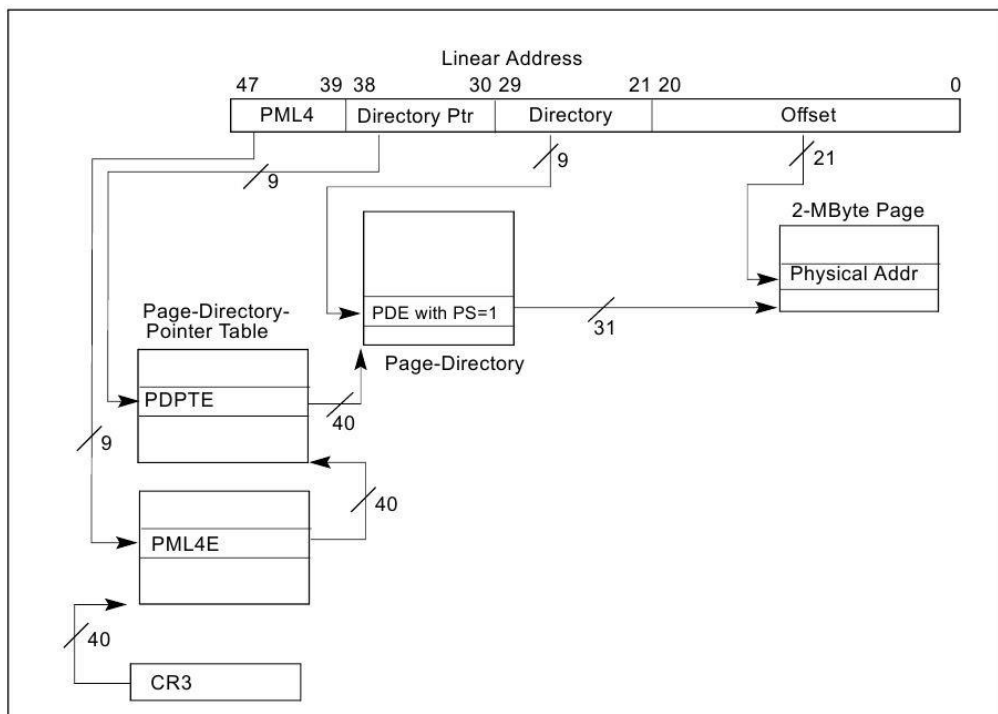 Linear Address
47 39 38 30 29 21 20 0
PML4 Directory Ptr Directory Offset
9 9 21
2-MByte Page
Physical Addr
PDE with PS=1
31
Page-Directory-
Pointer Table
Page-Directory
PDPTE
40
9
40
PML4E
40
CR3